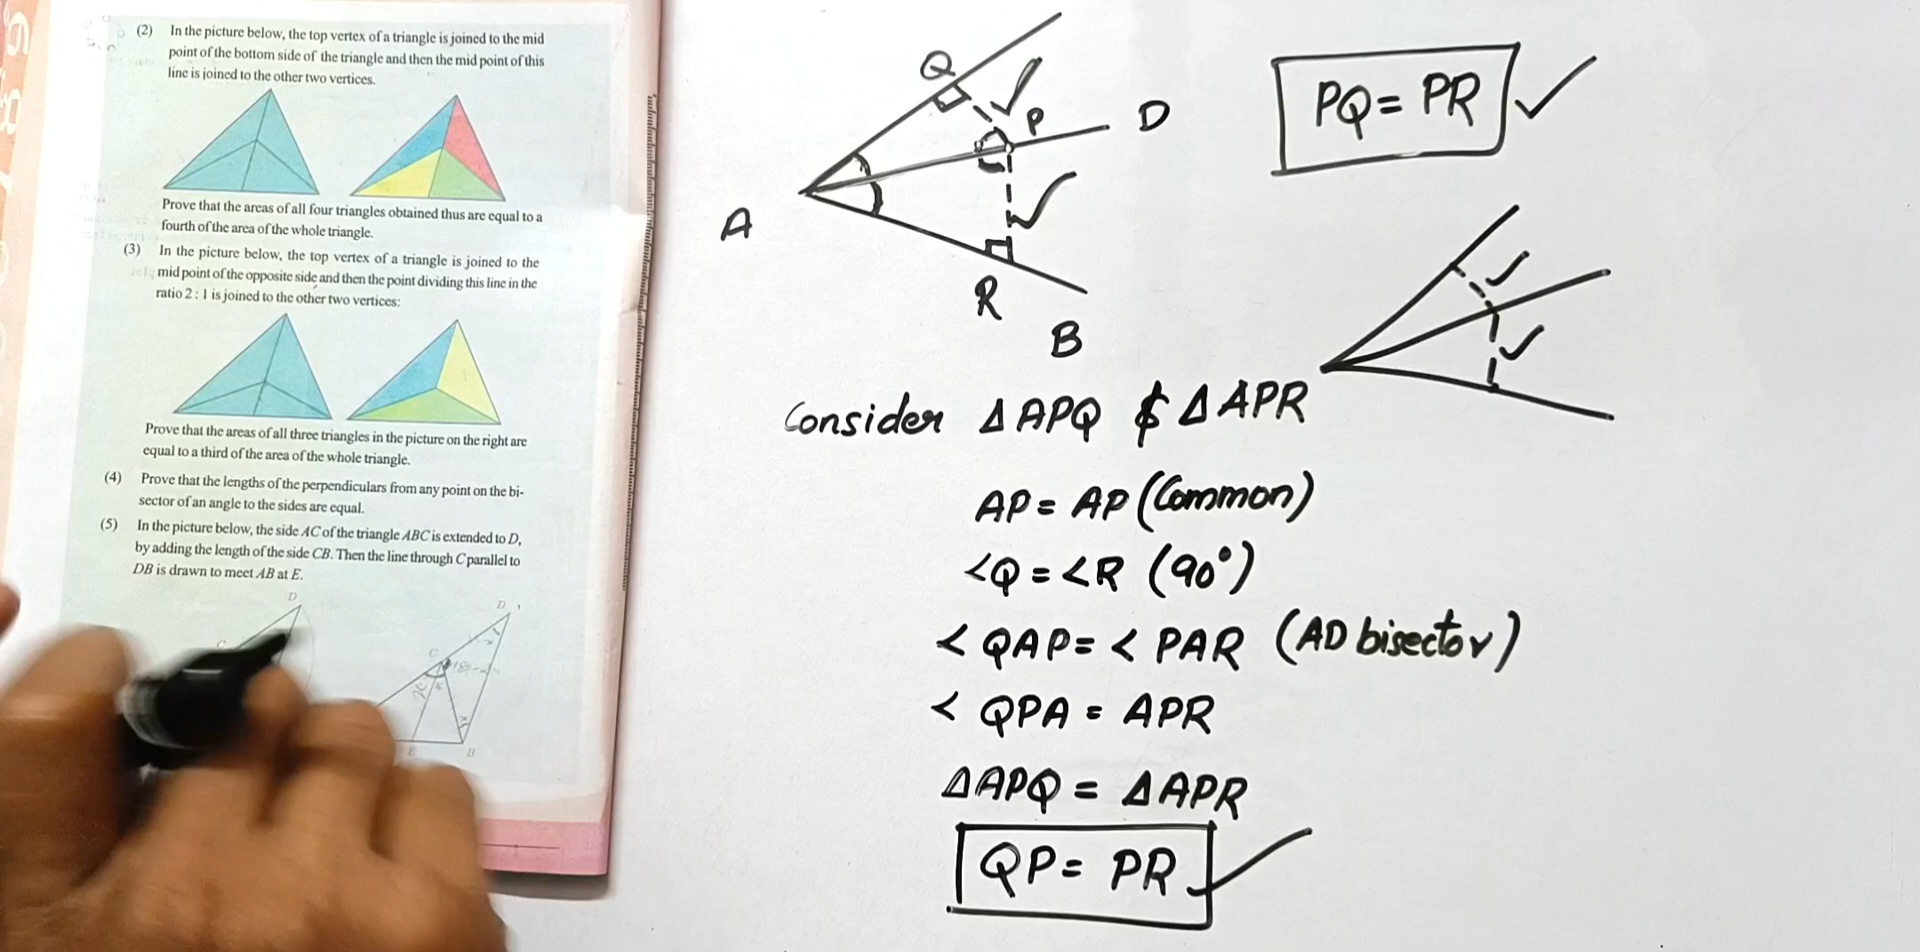 (2) In the picture below, the top vertex of a triangle is joined to the mid
point of the bottom side of the triangle and then the mid point of this
line is joined to the other two vertices.
Prove that the areas of all four triangles obtained thus are equal to a
fourth of the area of the whole triangle.
(3) In the picture below, the top vertex of a triangle is joined to the
mid point of the opposite side and then the point dividing this line in the
ratio 2 : 1 is joined to the other two vertices:
Prove that the areas of all three triangles in the picture on the right are
equal to a third of the area of the whole triangle.
(4) Prove that the lengths of the perpendiculars from any point on the bi-
sector of an angle to the sides are equal.
(5) In the picture below, the side AC of the triangle ABC is extended to D,
by adding the length of the side CB. Then the line through C parallel to
DB is drawn to meet AB at E.
D
C
D
C
E
B
Q
P
D
A
R
B
PQ = PR
Consider Δ APQ & Δ APR
AP = AP (Common)
<Q = <R (90°)
< QAP = < PAR (AD bisector)
< QPA = APR
Δ APQ = Δ APR
QP = PR